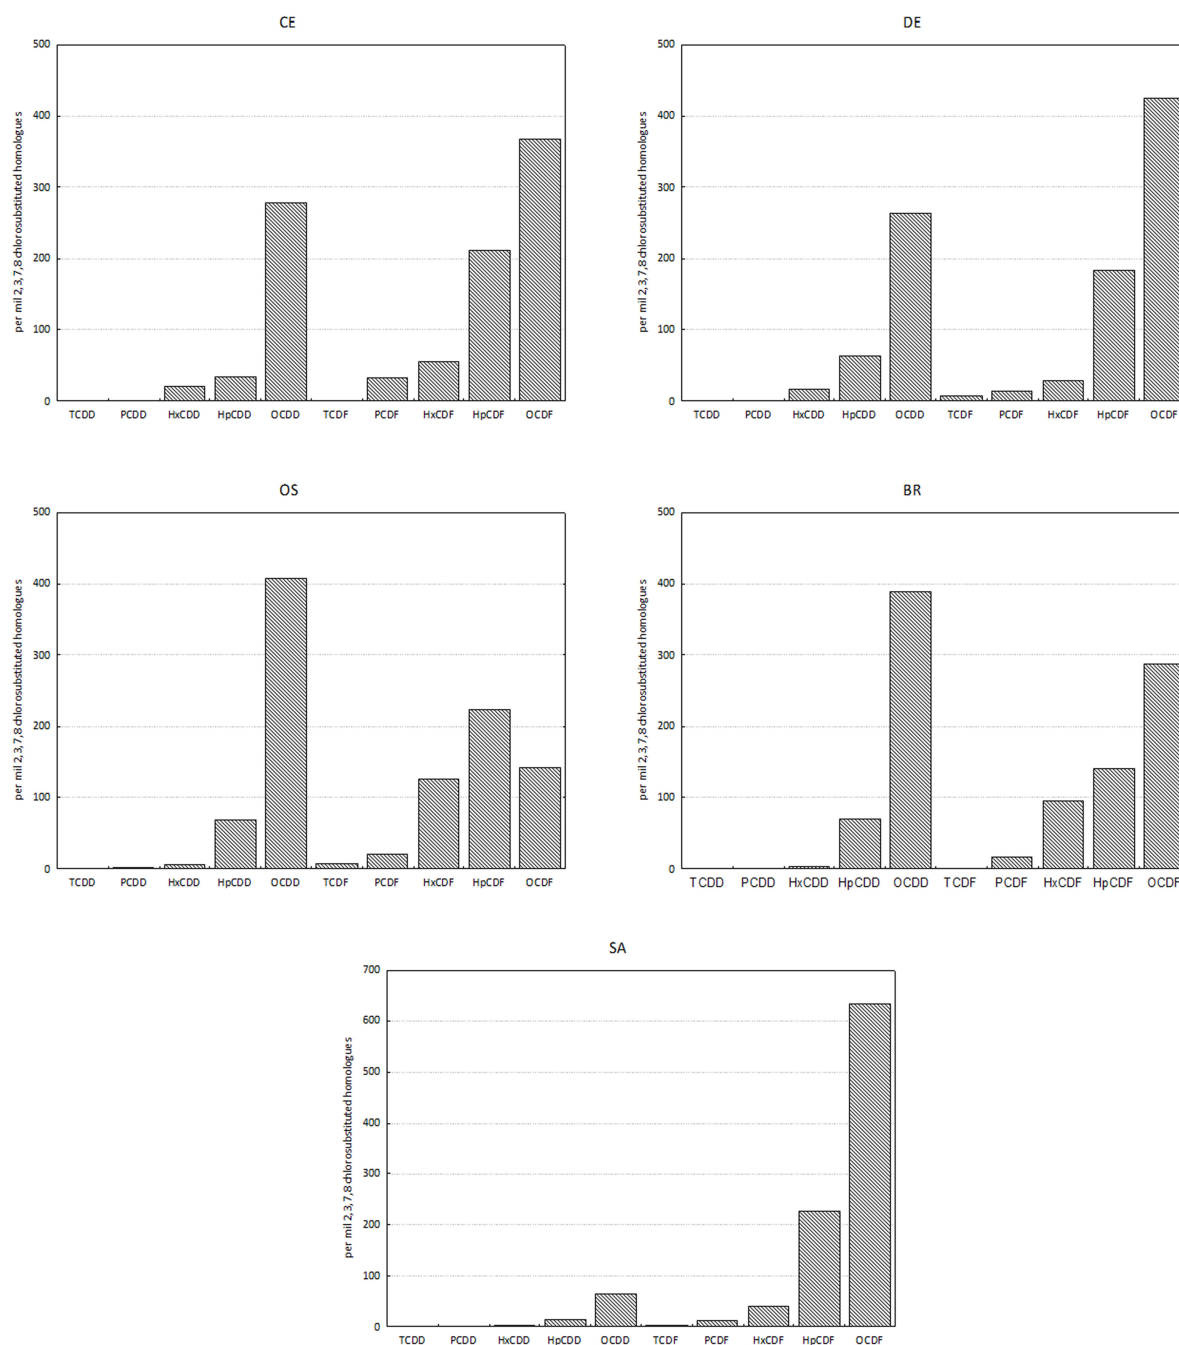 CE
per mil 2,3,7,8 chlorosubstituted homologues
500
400
300
200
100
0
TCDD PCDD HxCDD HpCDD OCDD TCDF PCDF HxCDF HpCDF OCDF
DE
per mil 2,3,7,8 chlorosubstituted homologues
500
400
300
200
100
0
TCDD PCDD HxCDD HpCDD OCDD TCDF PCDF HxCDF HpCDF OCDF
OS
per mil 2,3,7,8 chlorosubstituted homologues
500
400
300
200
100
0
TCDD PCDD HxCDD HpCDD OCDD TCDF PCDF HxCDF HpCDF OCDF
BR
per mil 2,3,7,8 chlorosubstituted homologues
500
400
300
200
100
0
TCDD PCDD HxCDD HpCDD OCDD TCDF PCDF HxCDF HpCDF OCDF
SA
per mil 2,3,7,8 chlorosubstituted homologues
700
600
500
400
300
200
100
0
TCDD PCDD HxCDD HpCDD OCDD TCDF PCDF HxCDF HpCDF OCDF